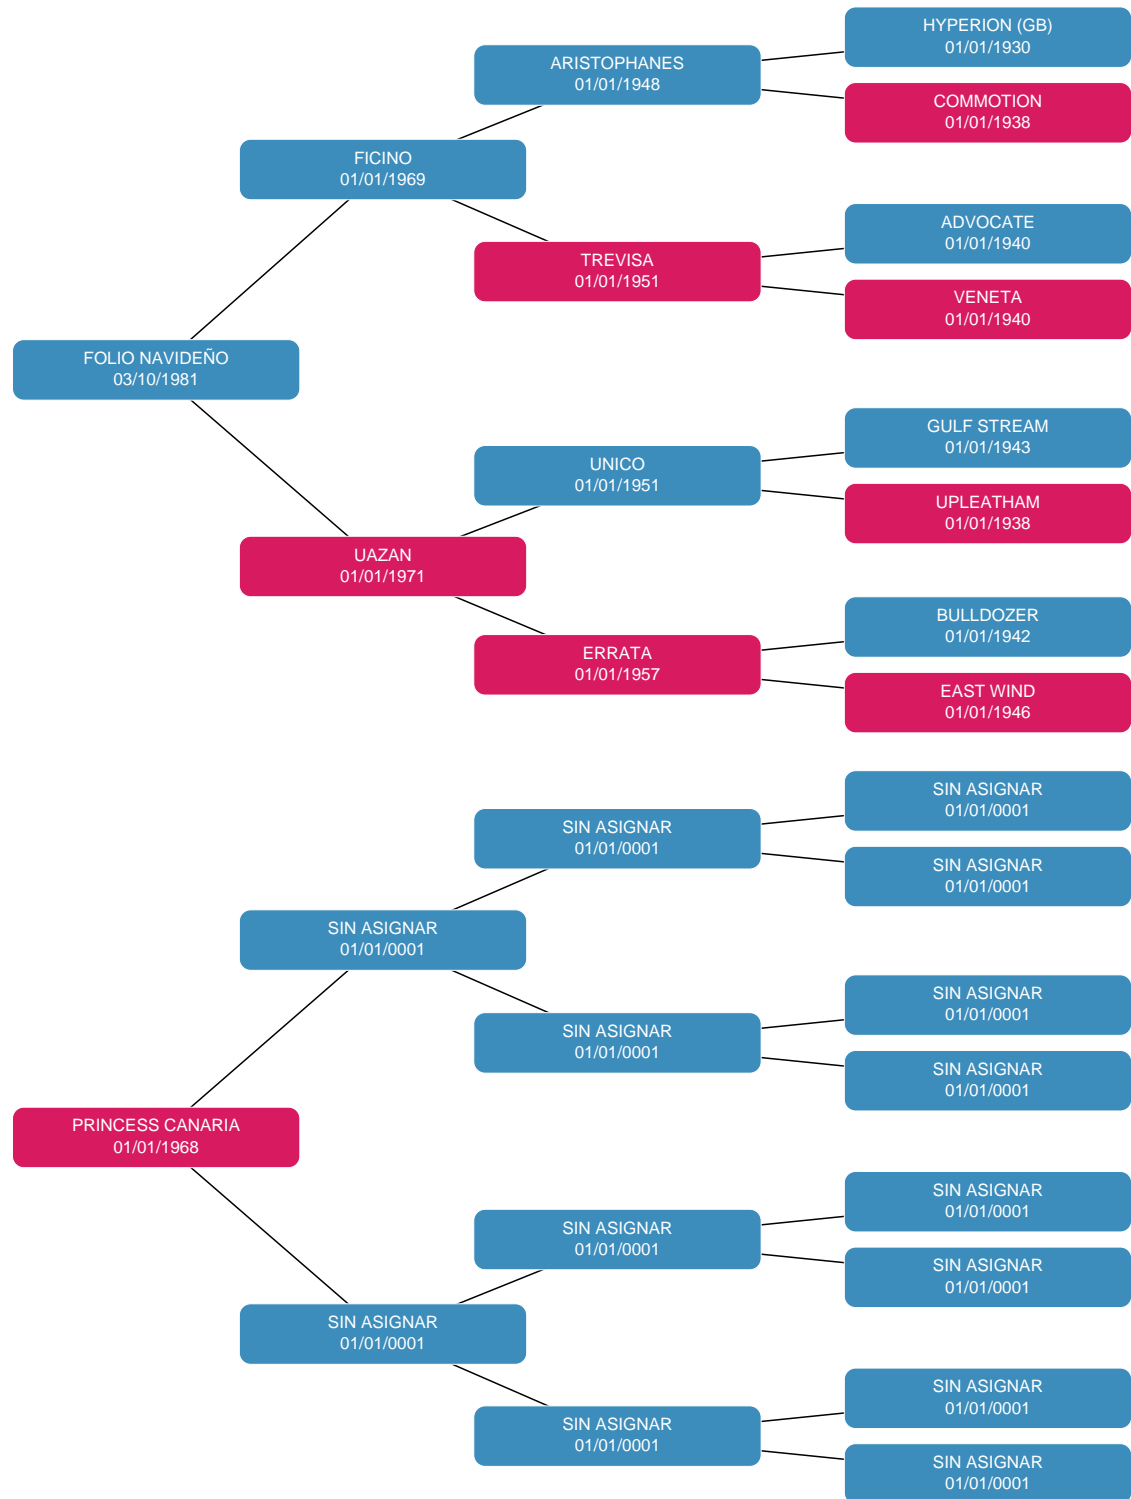 HYPERION (GB)
01/01/1930
ARISTOPHANES
01/01/1948
COMMOTION
01/01/1938
FICINO
01/01/1969
ADVOCATE
01/01/1940
TREVISA
01/01/1951
VENETA
01/01/1940
FOLIO NAVIDEÑO
03/10/1981
GULF STREAM
01/01/1943
UNICO
01/01/1951
UPLEATHAM
01/01/1938
UAZAN
01/01/1971
BULLDOZER
01/01/1942
ERRATA
01/01/1957
EAST WIND
01/01/1946
SIN ASIGNAR
01/01/0001
SIN ASIGNAR
01/01/0001
SIN ASIGNAR
01/01/0001
SIN ASIGNAR
01/01/0001
SIN ASIGNAR
01/01/0001
SIN ASIGNAR
01/01/0001
SIN ASIGNAR
01/01/0001
PRINCESS CANARIA
01/01/1968
SIN ASIGNAR
01/01/0001
SIN ASIGNAR
01/01/0001
SIN ASIGNAR
01/01/0001
SIN ASIGNAR
01/01/0001
SIN ASIGNAR
01/01/0001
SIN ASIGNAR
01/01/0001
SIN ASIGNAR
01/01/0001